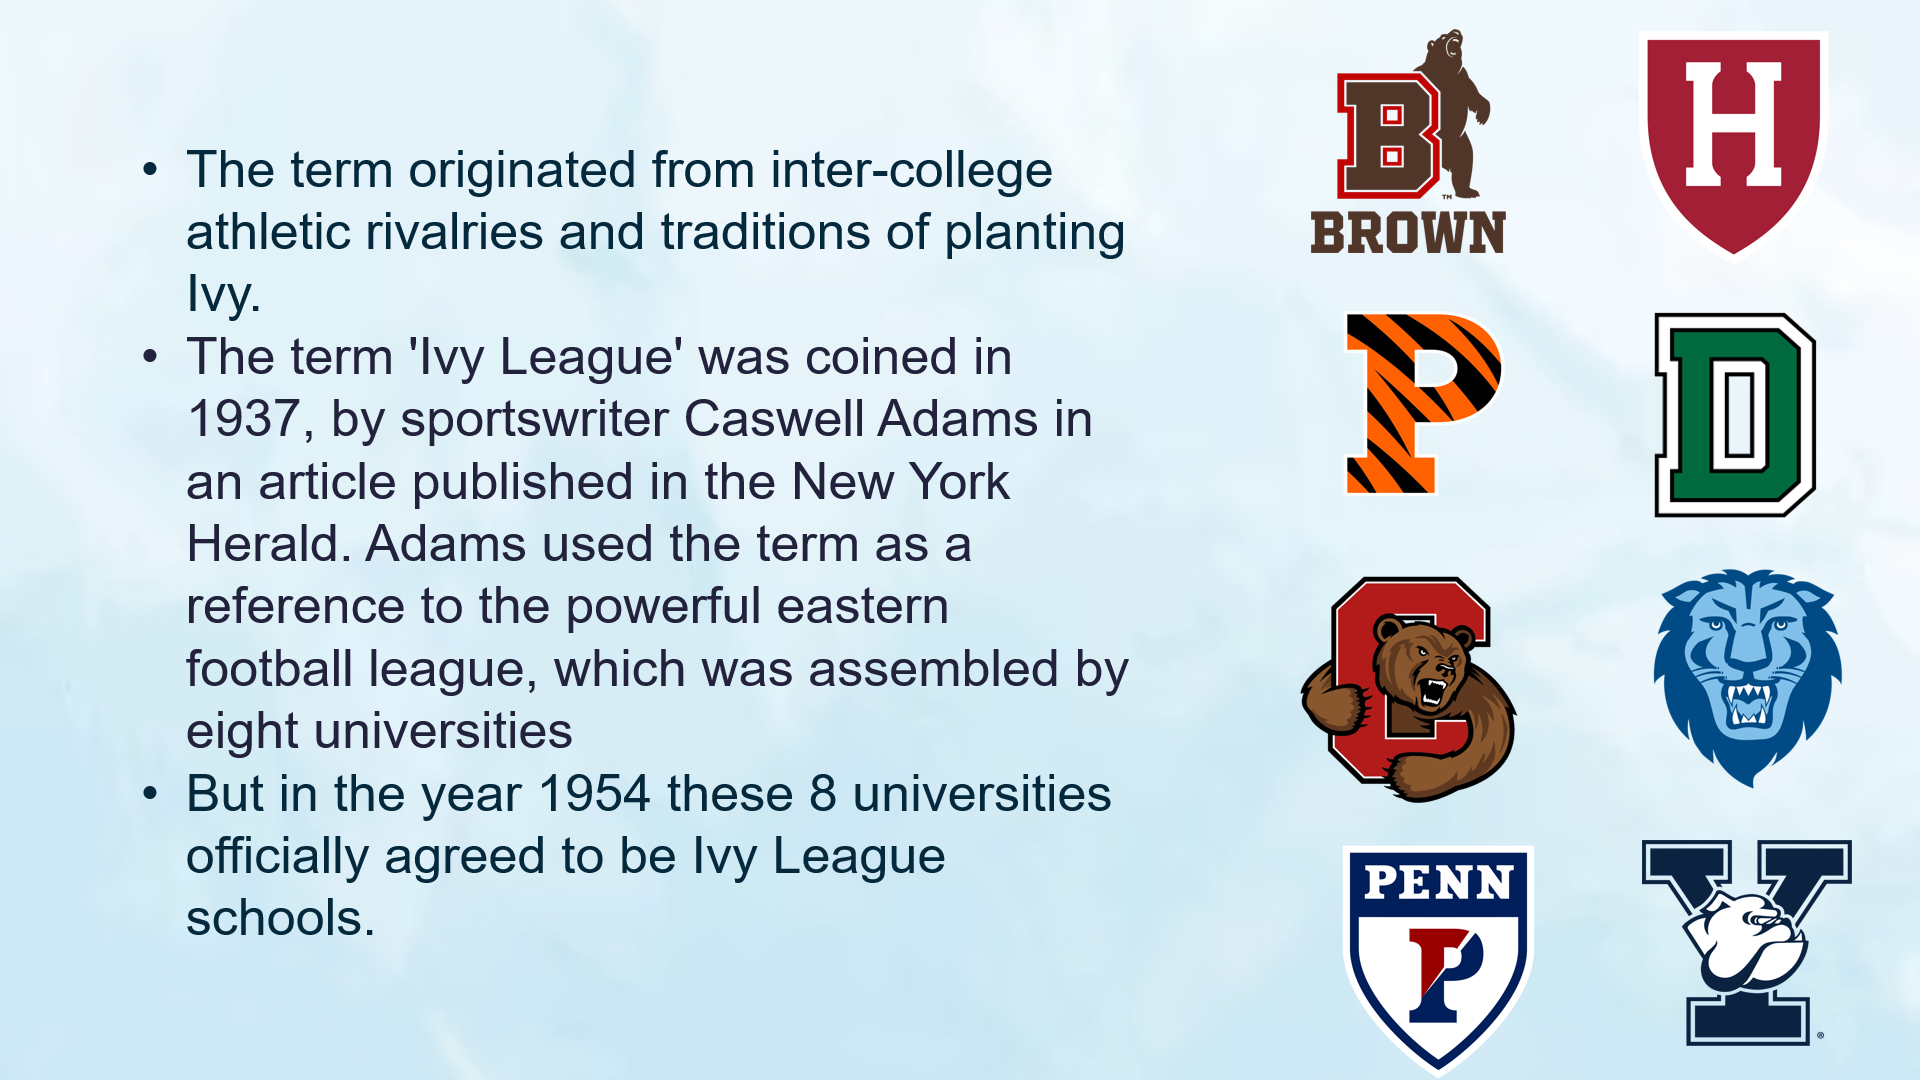 • The term originated from inter-college
athletic rivalries and traditions of planting
Ivy.
• The term 'Ivy League' was coined in
1937, by sportswriter Caswell Adams in
an article published in the New York
Herald. Adams used the term as a
reference to the powerful eastern
football league, which was assembled by
eight universities
• But in the year 1954 these 8 universities
officially agreed to be Ivy League
schools.
B
™
BROWN
H
P
D
C
PENN
P
Y
®